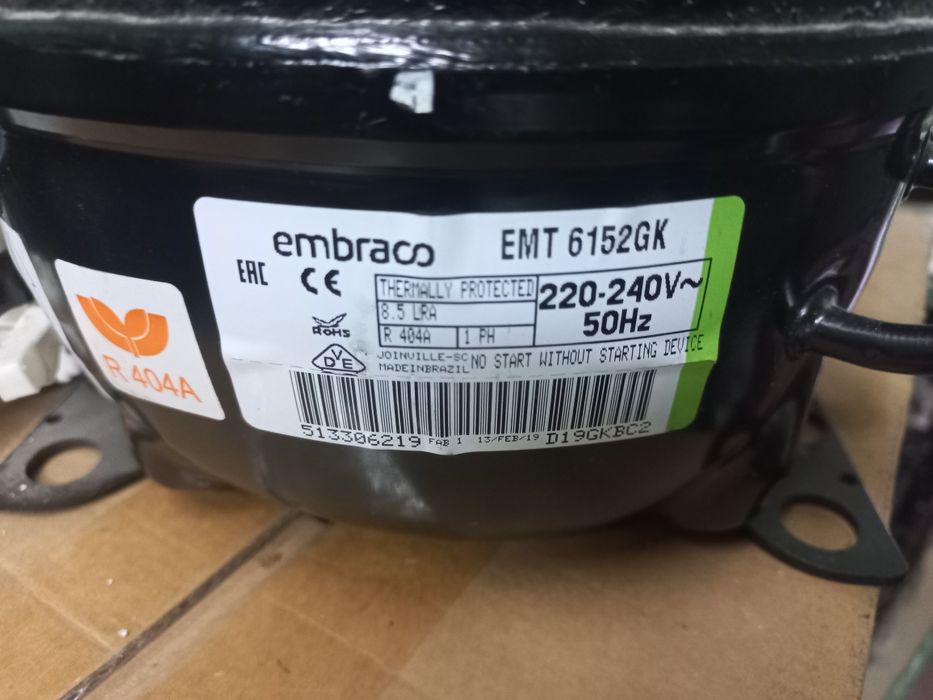 embraco EMT 6152GK
EAC CE
THERMALLY PROTECTED
8.5 LRA
R 404A 1 PH
220-240V~
50Hz
RoHS
VDE
JOINVILLE-SC
MADEINBRAZIL
NO START WITHOUT STARTING DEVICE
513306219 FAB 1 13/FEB/19 D19GKBC2
R 404A